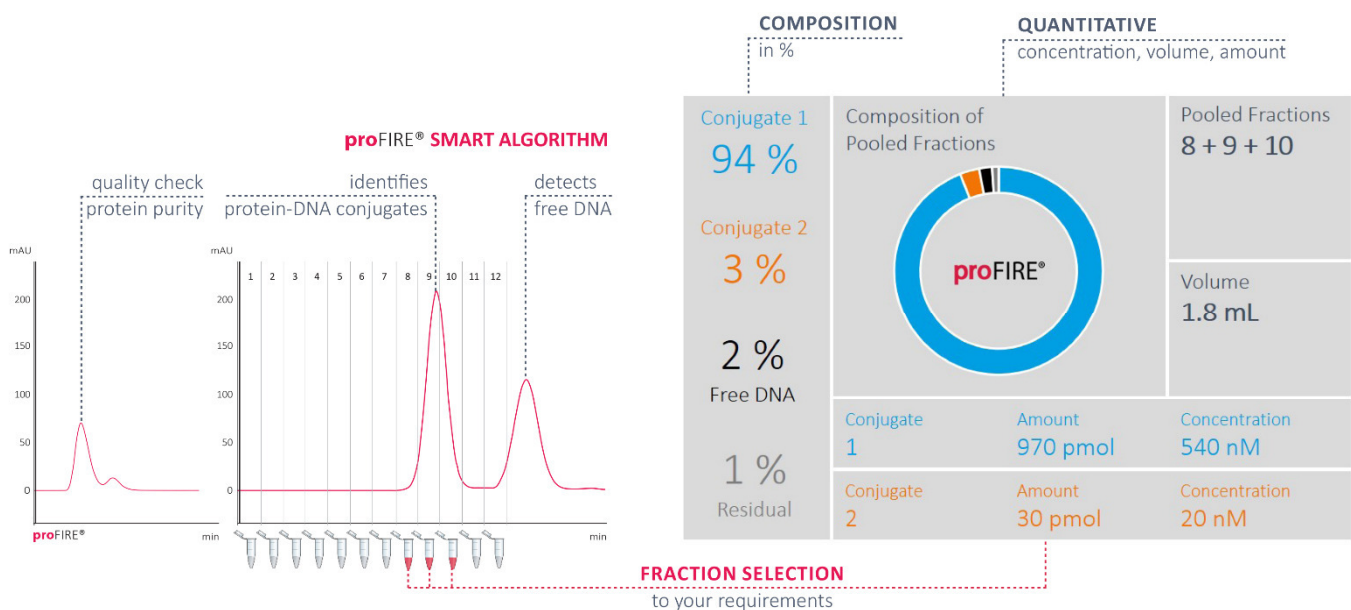 COMPOSITION
in %
QUANTITATIVE
concentration, volume, amount
proFIRE® SMART ALGORITHM
quality check
protein purity
identifies
protein-DNA conjugates
detects
free DNA
mAU
200
150
100
50
0
proFIRE®
min
mAU
1 2 3 4 5 6 7 8 9 10 11 12
200
150
100
50
0
min
Conjugate 1
94 %
Conjugate 2
3 %
2 %
Free DNA
1 %
Residual
Composition of
Pooled Fractions
proFIRE®
Pooled Fractions
8 + 9 + 10
Volume
1.8 mL
Conjugate Amount Concentration
1 970 pmol 540 nM
Conjugate Amount Concentration
2 30 pmol 20 nM
FRACTION SELECTION
to your requirements